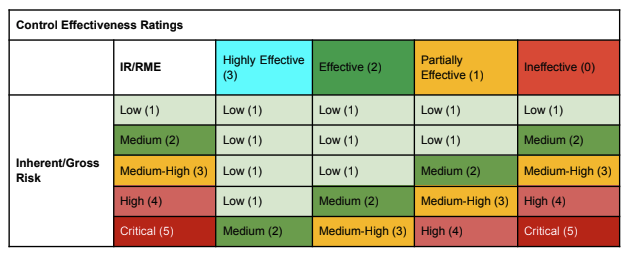 Control Effectiveness Ratings
IR/RME
Highly Effective
(3)
Effective (2)
Partially
Effective (1)
Ineffective (0)
Inherent/Gross
Risk
Low (1)
Low (1)
Low (1)
Low (1)
Low (1)
Medium (2)
Low (1)
Low (1)
Low (1)
Medium (2)
Medium-High (3)
Low (1)
Low (1)
Medium (2)
Medium-High (3)
High (4)
Low (1)
Medium (2)
Medium-High (3)
High (4)
Critical (5)
Medium (2)
Medium-High (3)
High (4)
Critical (5)